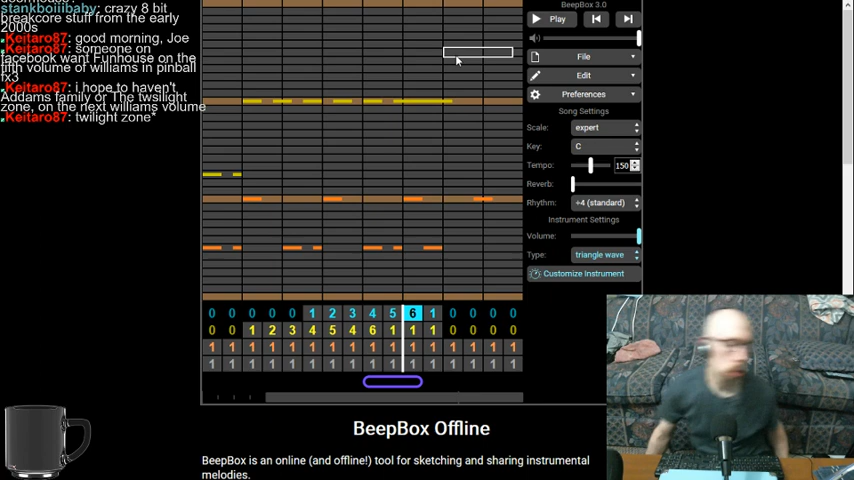 doormouse?
stankboiiibaby: crazy 8 bit
breakcore stuff from the early
2000s
Keitaro87: good morning, Joe
Keitaro87: someone on
facebook want Funhouse on the
fifth volume of williams in pinball
fx3
Keitaro87: i hope to haven't
Addams family or The twsilight
zone, on the next williams volume
Keitaro87: twilight zone*
BeepBox 3.0
Play
File
Edit
Preferences
Song Settings
Scale: expert
Key: C
Tempo: 150
Reverb:
Rhythm: ÷4 (standard)
Instrument Settings
Volume:
Type: triangle wave
Customize Instrument
0 0 0 0 0 1 2 3 4 5 6 1 0 0 0 0
0 0 1 2 3 4 5 4 6 1 1 1 0 0 0 0
1 1 1 1 1 1 1 1 1 1 1 1 1 1 1 1
1 1 1 1 1 1 1 1 1 1 1 1 1 1 1 1
BeepBox Offline
BeepBox is an online (and offline!) tool for sketching and sharing instrumental
melodies.